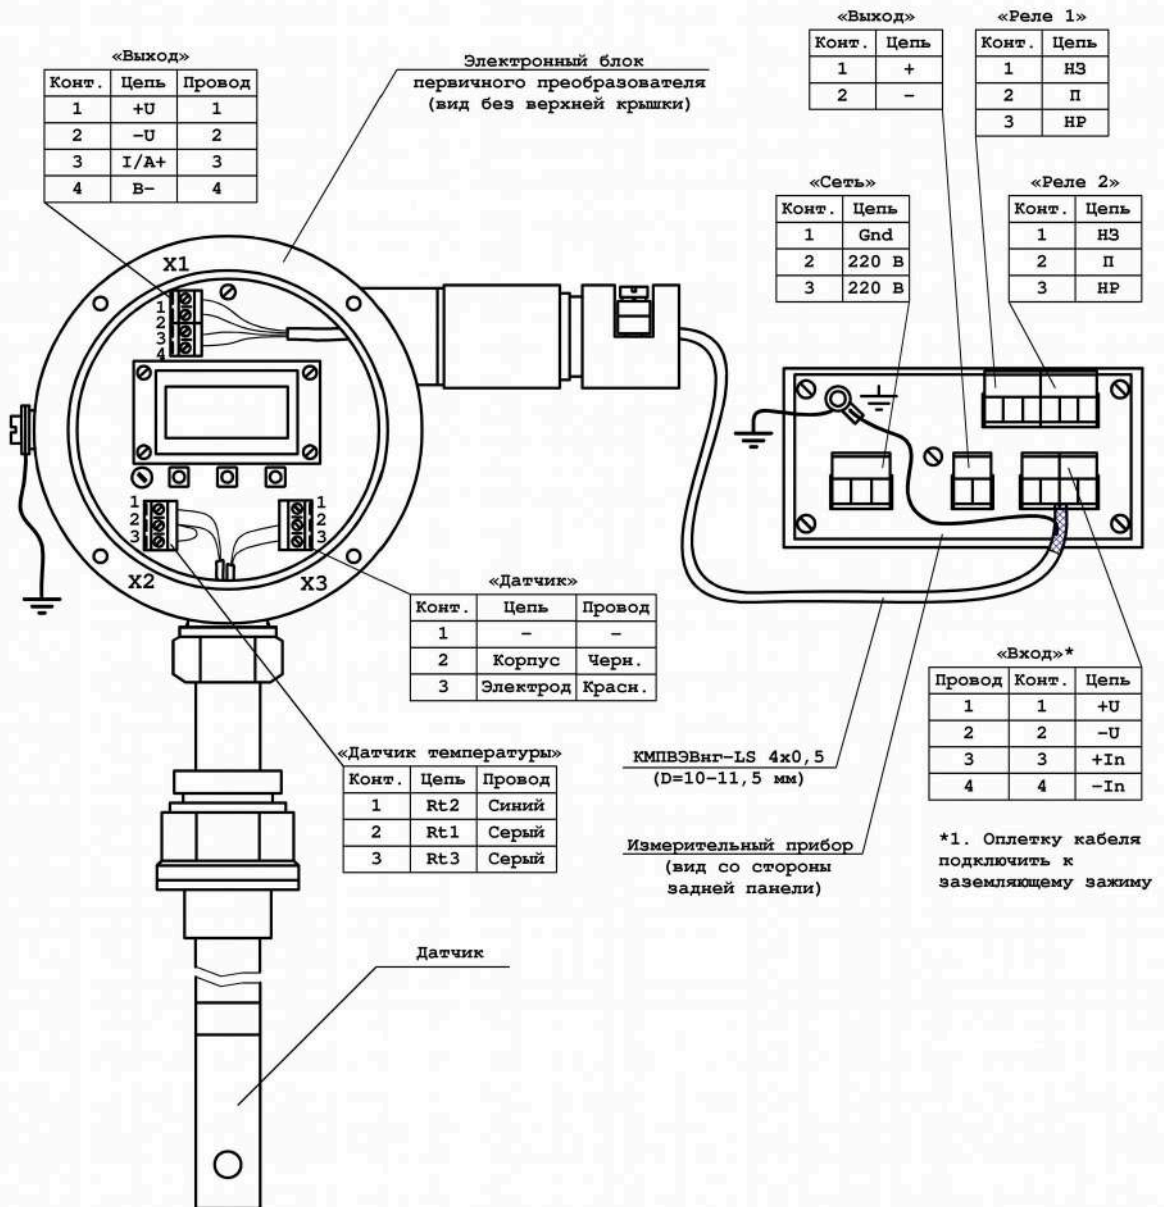 «Выход»
Конт. Цепь Провод
1 +U 1
2 -U 2
3 I/A+ 3
4 B- 4
Электронный блок
первичного преобразователя
(вид без верхней крышки)
«Выход»
Конт. Цепь
1 +
2 -
«Реле 1»
Конт. Цепь
1 НЗ
2 П
3 НР
«Сеть»
Конт. Цепь
1 Gnd
2 220 В
3 220 В
«Реле 2»
Конт. Цепь
1 НЗ
2 П
3 НР
X1
1
2
3
4
1
2
3
X2
1
2
3
X3
«Датчик»
Конт. Цепь Провод
1 - -
2 Корпус Черн.
3 Электрод Красн.
«Датчик температуры»
Конт. Цепь Провод
1 Rt2 Синий
2 Rt1 Серый
3 Rt3 Серый
КМПВЭВнг-LS 4x0,5
(D=10-11,5 мм)
Измерительный прибор
(вид со стороны
задней панели)
«Вход»*
Провод Конт. Цепь
1 1 +U
2 2 -U
3 3 +In
4 4 -In
*1. Оплетку кабеля
подключить к
заземляющему зажиму
Датчик